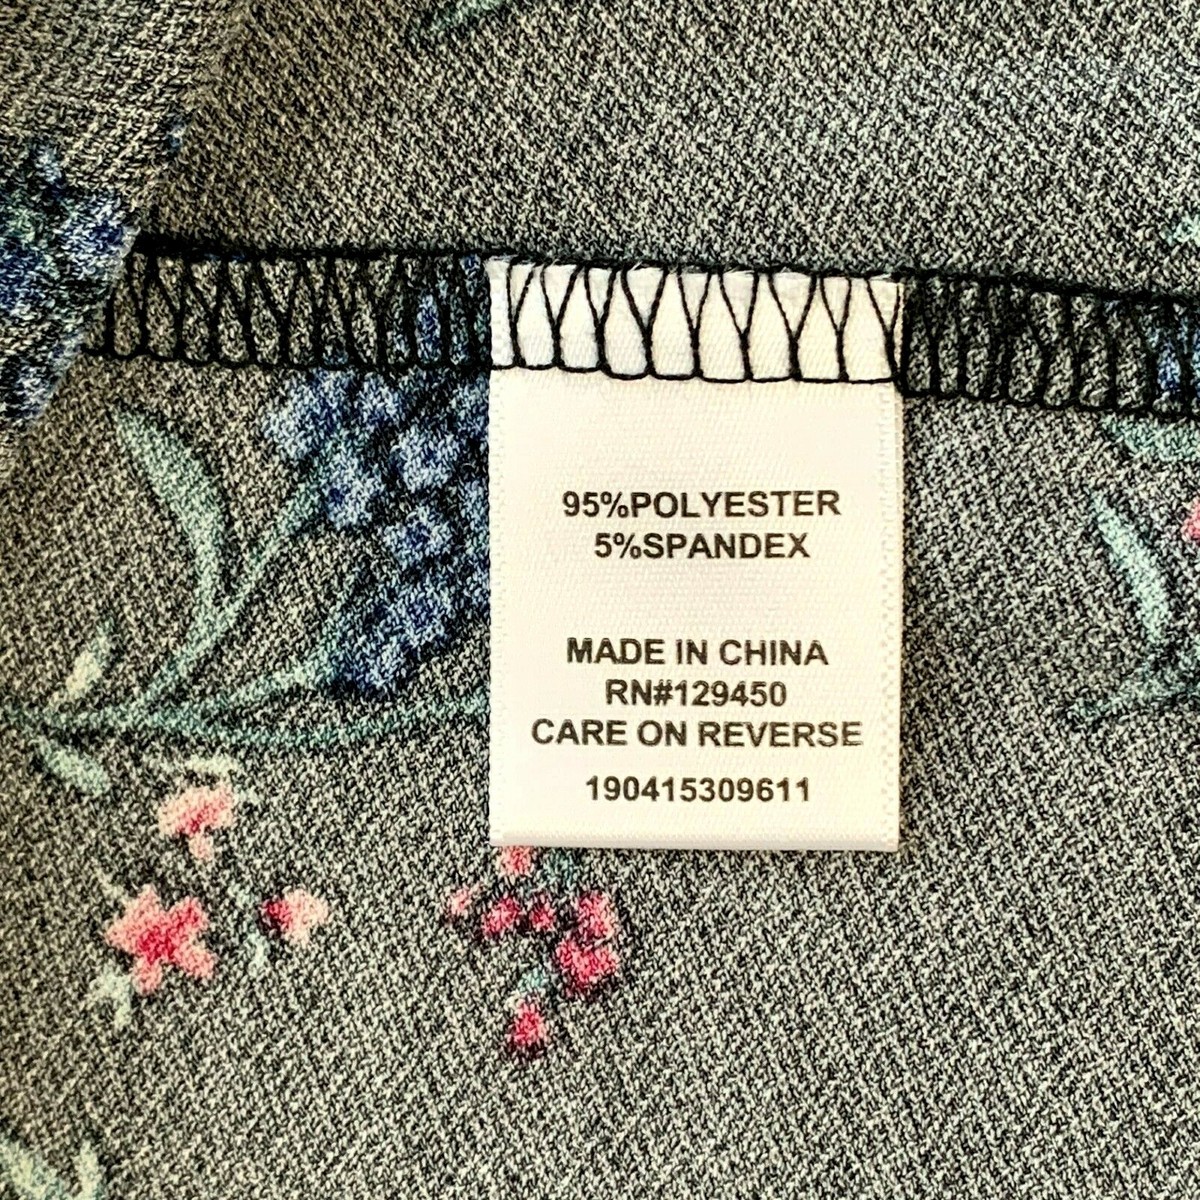 95%POLYESTER
5%SPANDEX
MADE IN CHINA
RN#129450
CARE ON REVERSE
190415309611